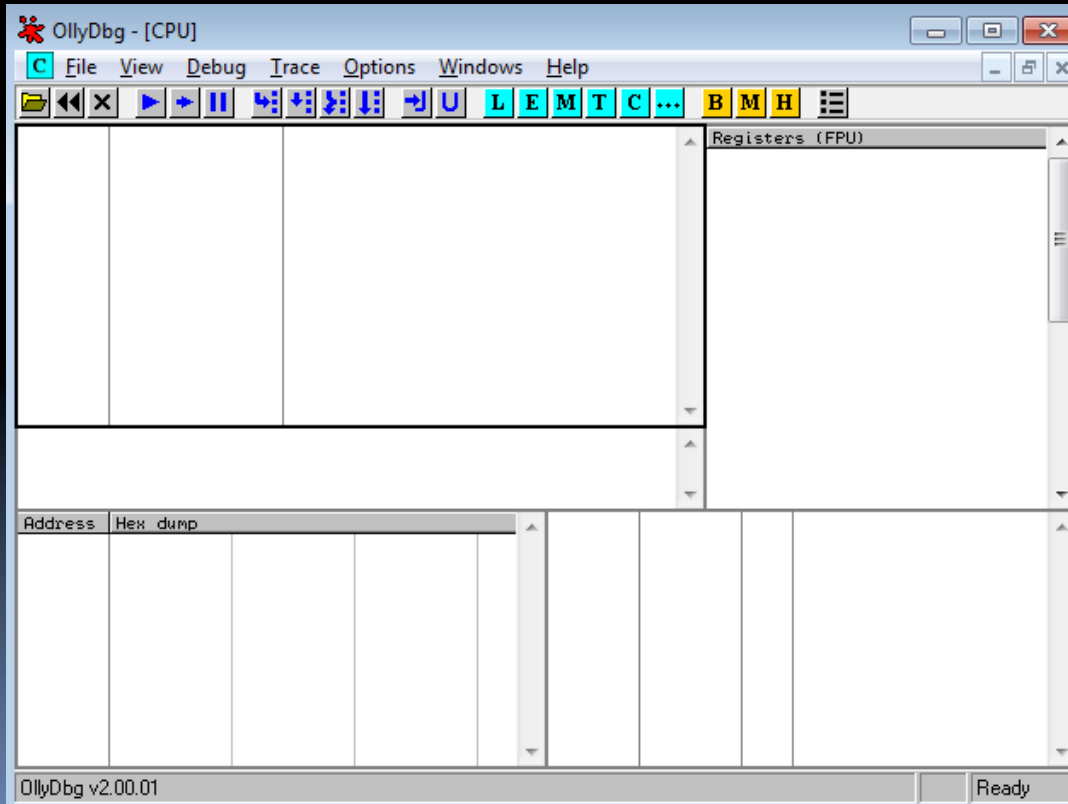 OllyDbg - [CPU]
C File View Debug Trace Options Windows Help
L E M T C ... B M H
Registers (FPU)
Address Hex dump
OllyDbg v2.00.01 Ready